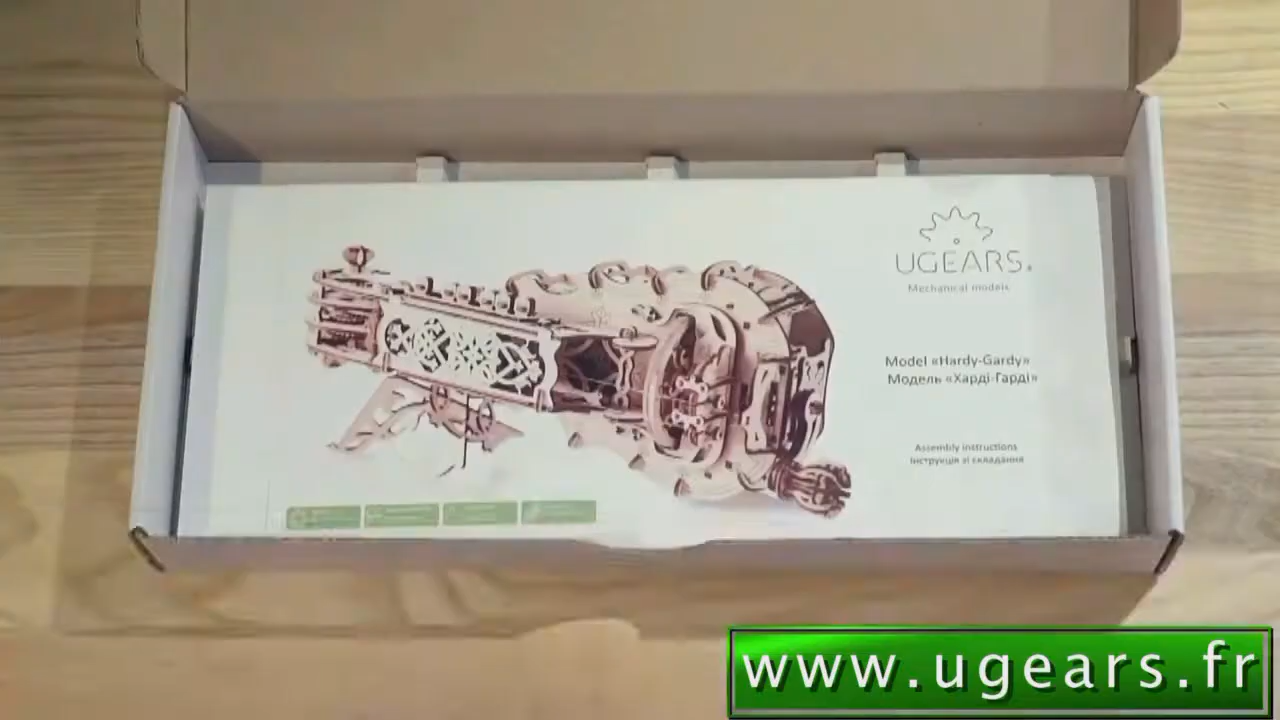 UGEARS®
Mechanical models
Model «Hardy-Gardy»
Модель «Харді-Гарді»
Assembly instructions
Інструкція зі складання
www.ugears.fr